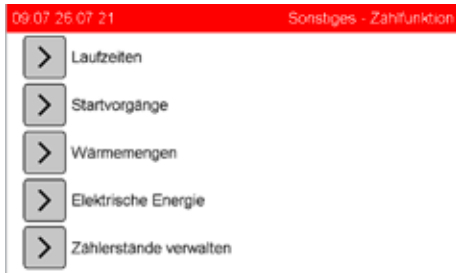 09 07 26 07 21 Sonstiges - Zählfunktion
Laufzeiten
Startvorgänge
Wärmemengen
Elektrische Energie
Zählerstände verwalten